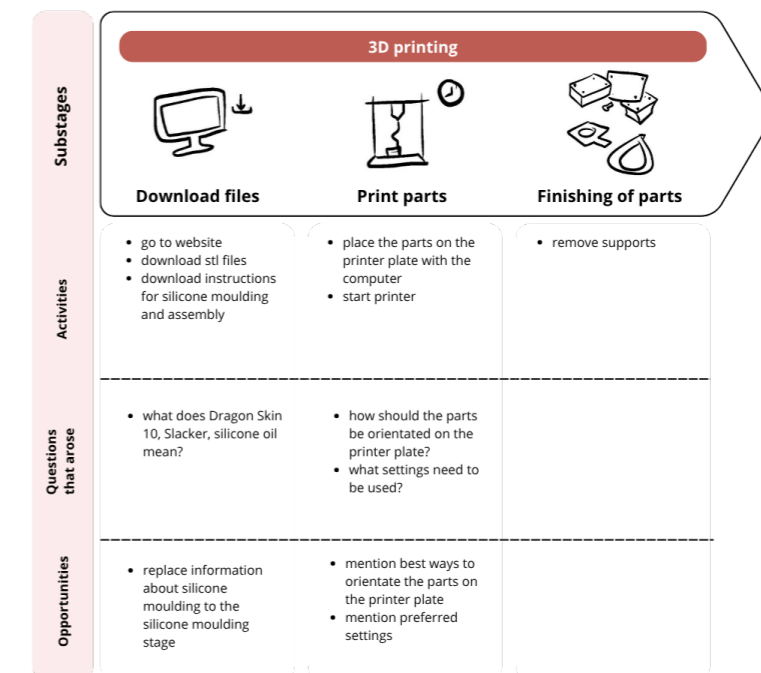 3D printing
Substages
Download files
Print parts
Finishing of parts
Activities
• go to website
• download stl files
• download instructions
for silicone moulding
and assembly
• place the parts on the
printer plate with the
computer
• start printer
• remove supports
Questions
that arose
• what does Dragon Skin
10, Slacker, silicone oil
mean?
• how should the parts
be orientated on the
printer plate?
• what settings need to
be used?
Opportunities
• replace information
about silicone
moulding to the
silicone moulding
stage
• mention best ways to
orientate the parts on
the printer plate
• mention preferred
settings